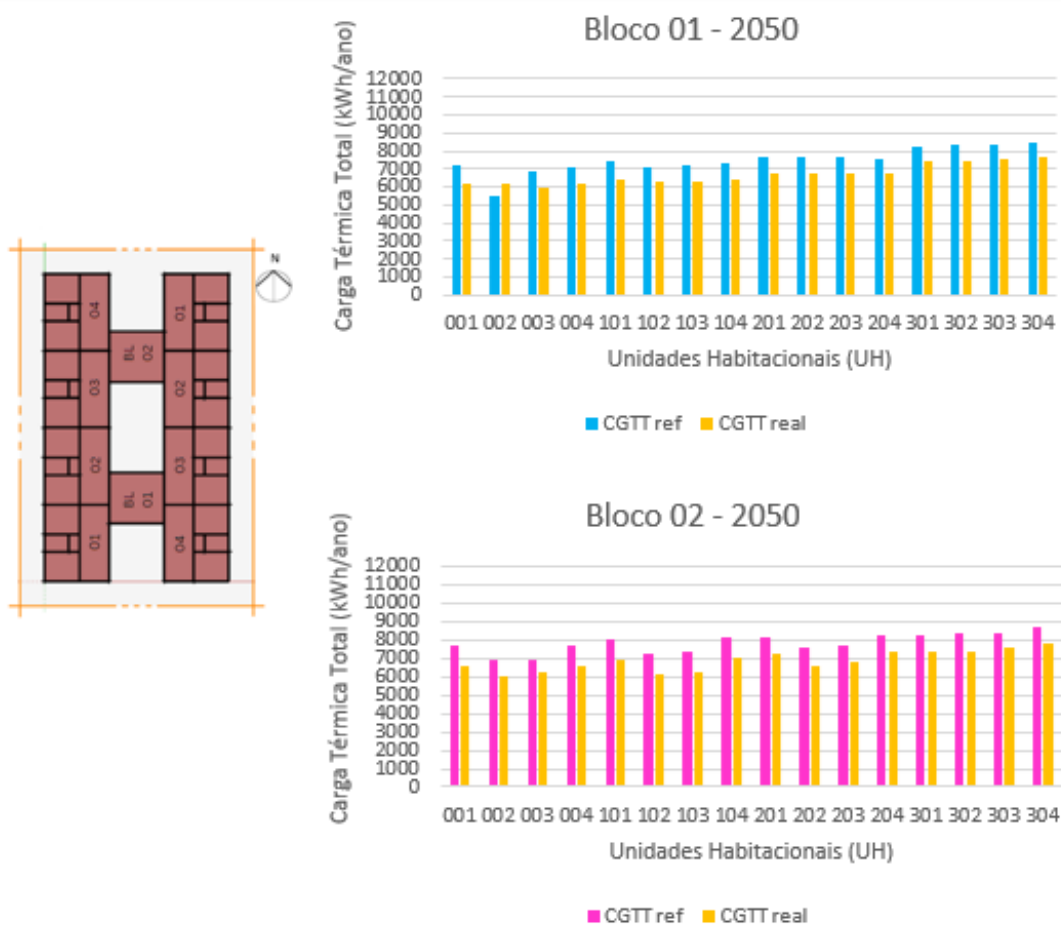 N
04
01
BL
02
03
02
02
03
BL
01
01
04
Bloco 01 - 2050
Carga Térmica Total (kWh/ano)
12000
11000
10000
9000
8000
7000
6000
5000
4000
3000
2000
1000
0
001 002 003 004 101 102 103 104 201 202 203 204 301 302 303 304
Unidades Habitacionais (UH)
CGTT ref CGTT real
Bloco 02 - 2050
Carga Térmica Total (kWh/ano)
12000
11000
10000
9000
8000
7000
6000
5000
4000
3000
2000
1000
0
001 002 003 004 101 102 103 104 201 202 203 204 301 302 303 304
Unidades Habitacionais (UH)
CGTT ref CGTT real